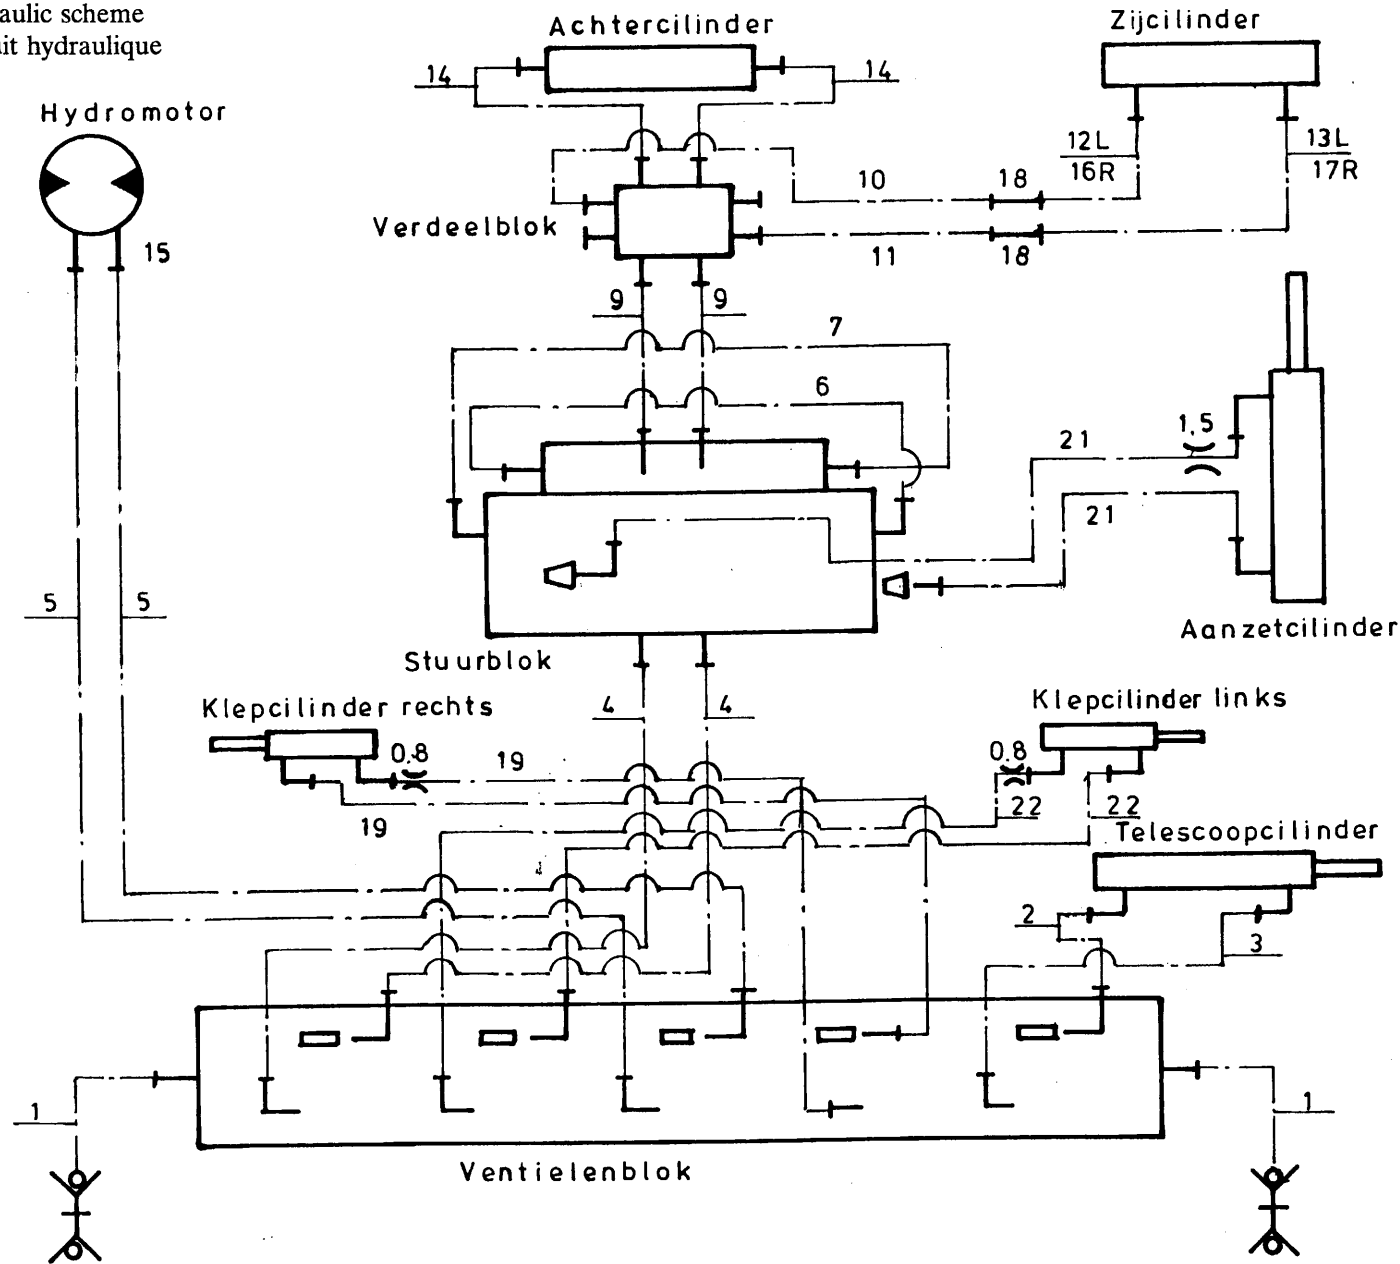 aulic scheme
it hydraulique
Achtercilinder
Zijcilinder
14
14
Hydromotor
12L
16R
13L
17R
10
18
Verdeelblok
15
11
18
9
9
7
6
1,5
21
21
5
5
Aanzetcilinder
Stuurblok
Klepcilinder rechts
4
4
Klepcilinder links
0,8
19
0,8
19
22
22
Telescoopcilinder
2
3
1
1
Ventielenblok